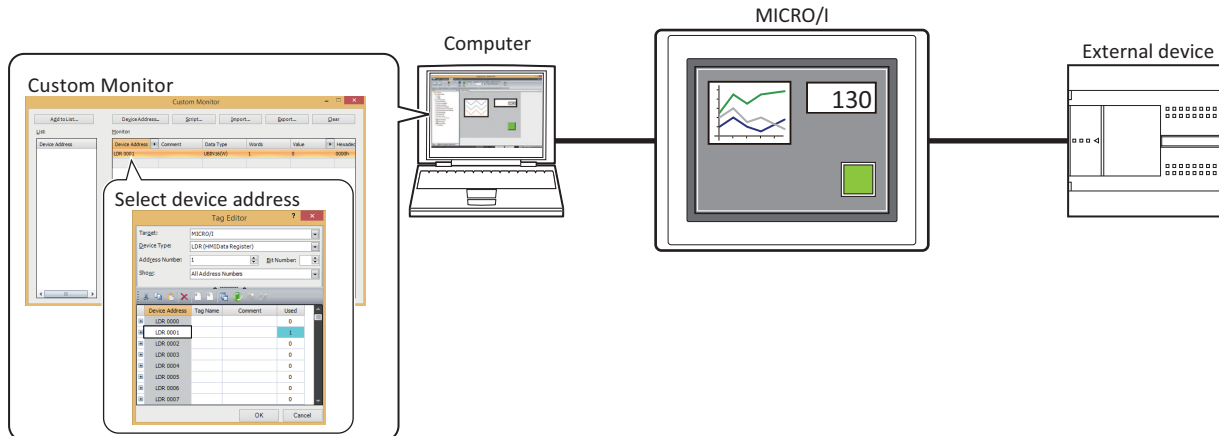 MICRO/I
Computer
External device
Custom Monitor
Custom Monitor
Add to List... Device Address... Script... Import... Export... Clear
List: Monitor:
Device Address Device Address Comment Data Type Words Value Hexadec
LDR 0001 UBIN16(W) 1 0 0000h
130
Select device address
Tag Editor
Target: MICRO/I
Device Type: LDR (HMI Data Register)
Address Number: 1 Bit Number:
Show: All Address Numbers
Device Address Tag Name Comment Used
LDR 0000 0
LDR 0001 1
LDR 0002 0
LDR 0003 0
LDR 0004 0
LDR 0005 0
LDR 0006 0
LDR 0007 0
OK Cancel